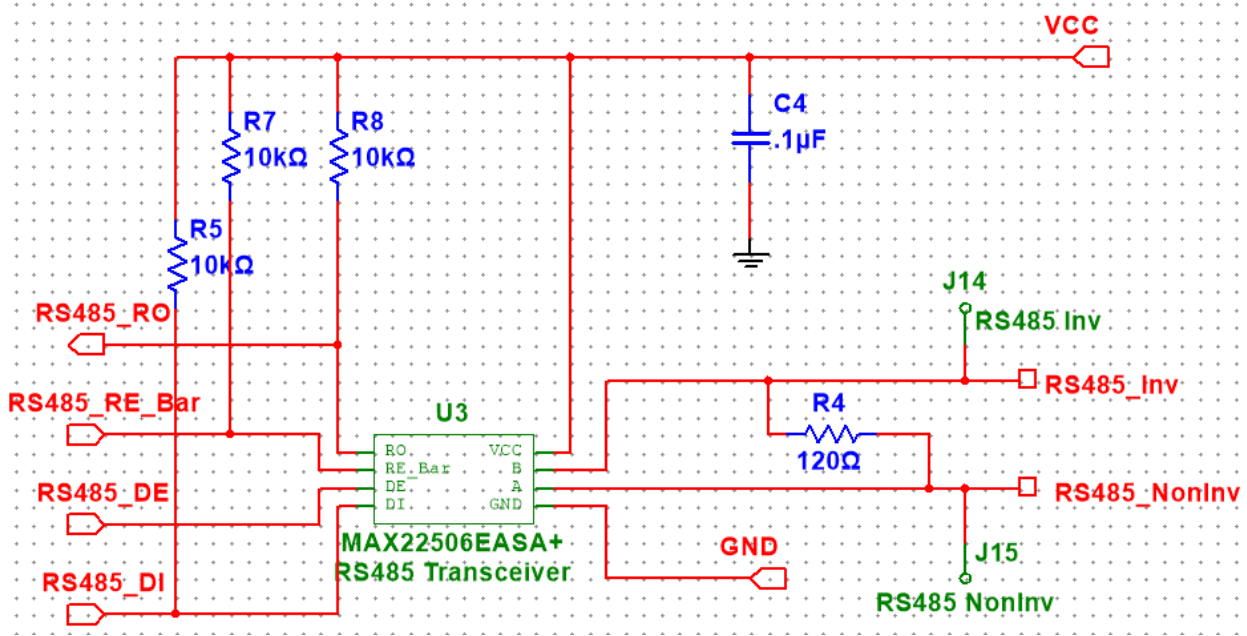 VCC
C4
.1µF
R7
10kΩ
R8
10kΩ
R5
10kΩ
J14
RS485 Inv
RS485_RO
RS485_RE_Bar
RS485_Inv
R4
120Ω
U3
RO VCC
RE_Bar B
DE A
DI GND
RS485_DE
RS485_NonInv
MAX22506EASA+
RS485 Transceiver
GND
J15
RS485 NonInv
RS485_DI